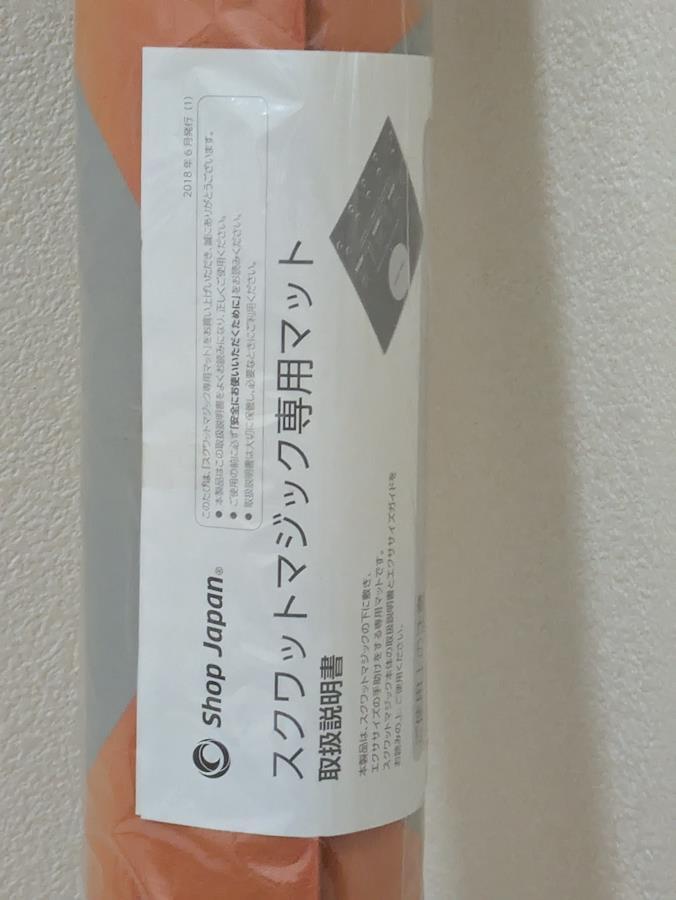 2018年6月発行(1)
Shop Japan®
このたびは、「スクワットマジック専用マット」をお買い上げいただき、誠にありがとうございます。
● 本製品はこの取扱説明書をよくお読みになり、正しくご使用ください。
● ご使用の前に必ず「安全にお使いいただくために」をお読みください。
● 取扱説明書は大切に保管し、必要なときにご利用ください。
スクワットマジック専用マット
取扱説明書
本製品は、スクワットマジックの下に敷き、
エクササイズの手助けをする専用マットです。
スクワットマジック本体の取扱説明書とエクササイズガイドを
お読みの上、ご使用ください。